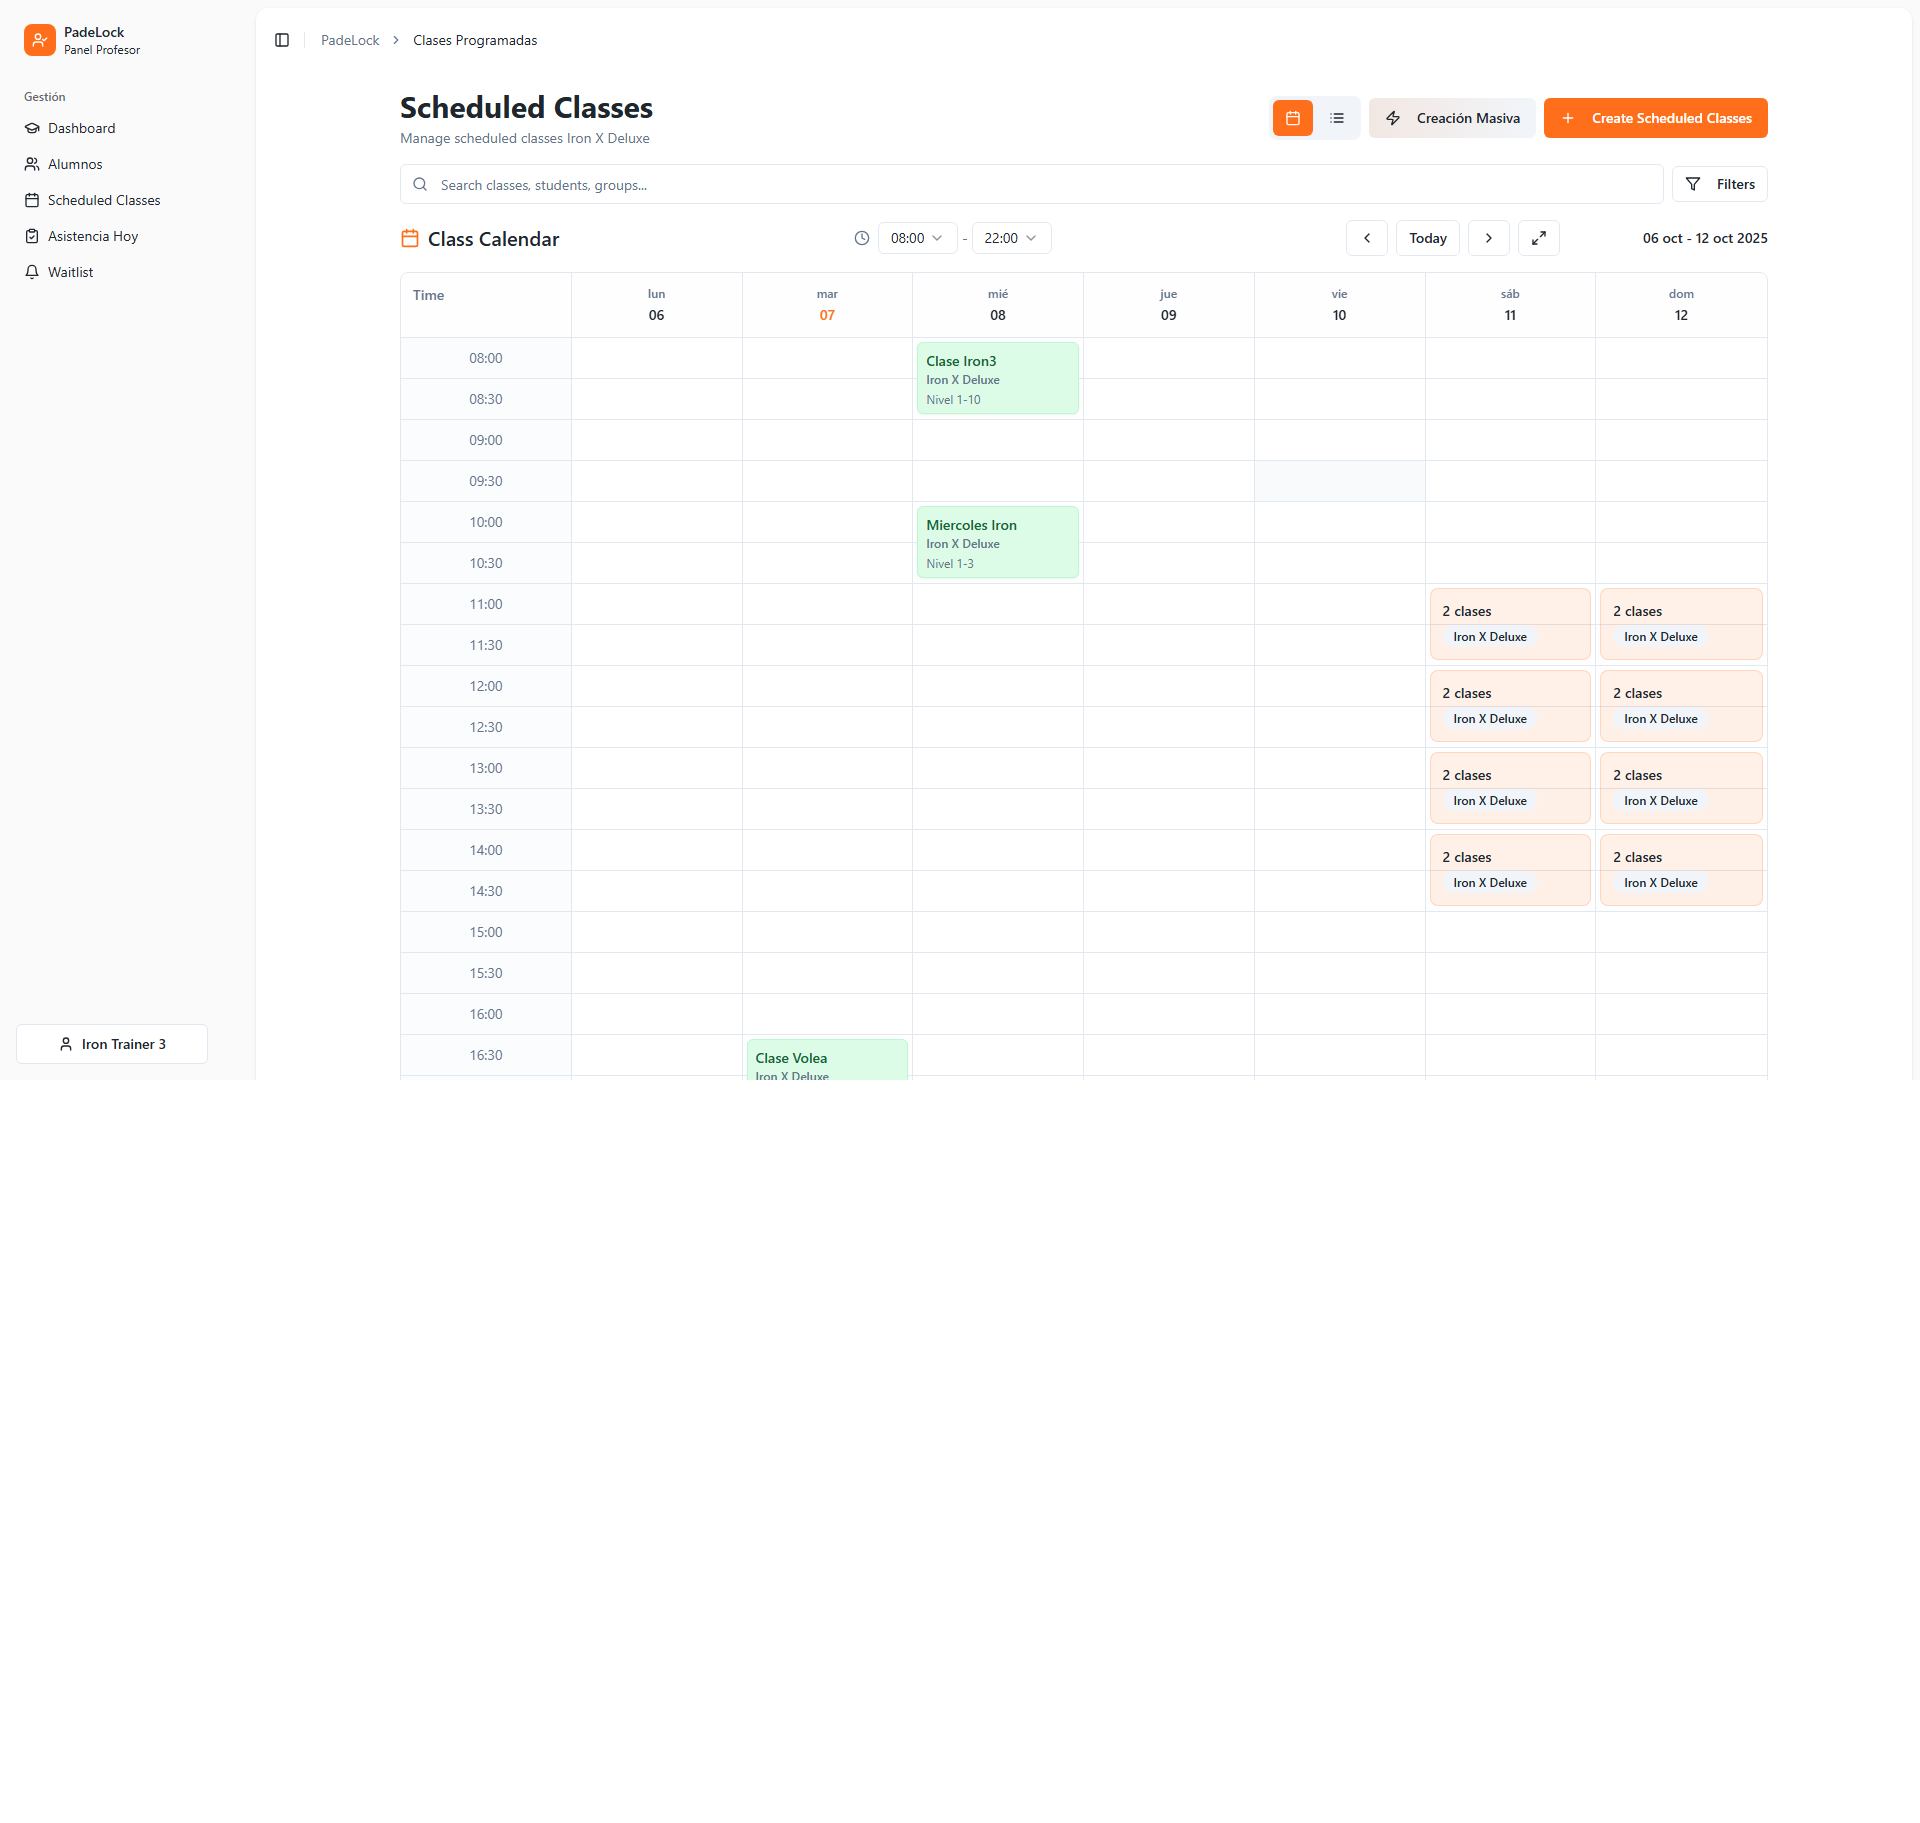 PadeLock
Panel Profesor
Gestión
Dashboard
Alumnos
Scheduled Classes
Asistencia Hoy
Waitlist
Iron Trainer 3
PadeLock > Clases Programadas
Scheduled Classes
Manage scheduled classes Iron X Deluxe
Creación Masiva
Create Scheduled Classes
Search classes, students, groups...
Filters
Class Calendar
08:00 - 22:00
Today
06 oct - 12 oct 2025
Time lun mar mié jue vie sáb dom
06 07 08 09 10 11 12
08:00
Clase Iron3
Iron X Deluxe
Nivel 1-10
08:30
09:00
09:30
10:00
Miercoles Iron
Iron X Deluxe
Nivel 1-3
10:30
11:00
2 clases 2 clases
Iron X Deluxe Iron X Deluxe
11:30
12:00
2 clases 2 clases
Iron X Deluxe Iron X Deluxe
12:30
13:00
2 clases 2 clases
Iron X Deluxe Iron X Deluxe
13:30
14:00
2 clases 2 clases
Iron X Deluxe Iron X Deluxe
14:30
15:00
15:30
16:00
16:30
Clase Volea
Iron X Deluxe